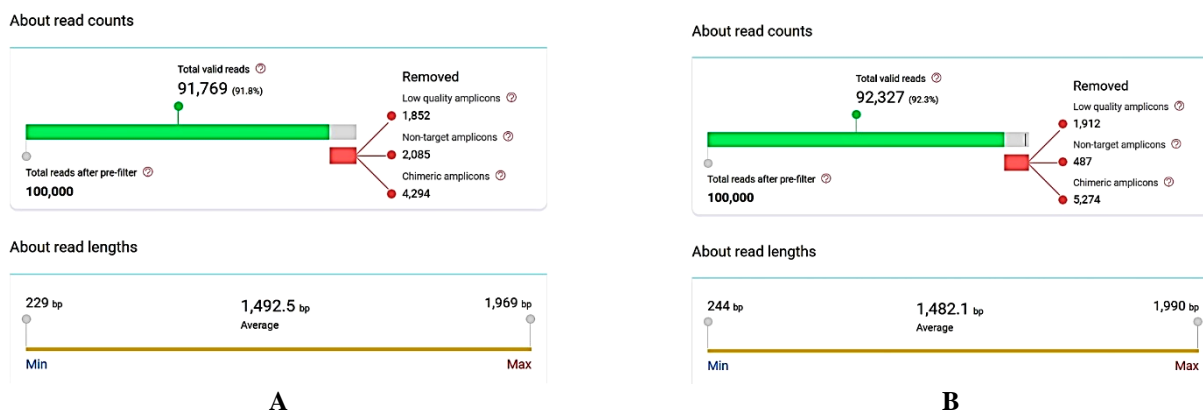 About read counts
Total valid reads
91,769 (91.8%)
Removed
Low quality amplicons
1,852
Non-target amplicons
2,085
Chimeric amplicons
4,294
Total reads after pre-filter
100,000
About read lengths
229 bp
1,492.5 bp
1,969 bp
Average
Min
Max
A
About read counts
Total valid reads
92,327 (92.3%)
Removed
Low quality amplicons
1,912
Non-target amplicons
487
Chimeric amplicons
5,274
Total reads after pre-filter
100,000
About read lengths
244 bp
1,482.1 bp
1,990 bp
Average
Min
Max
B